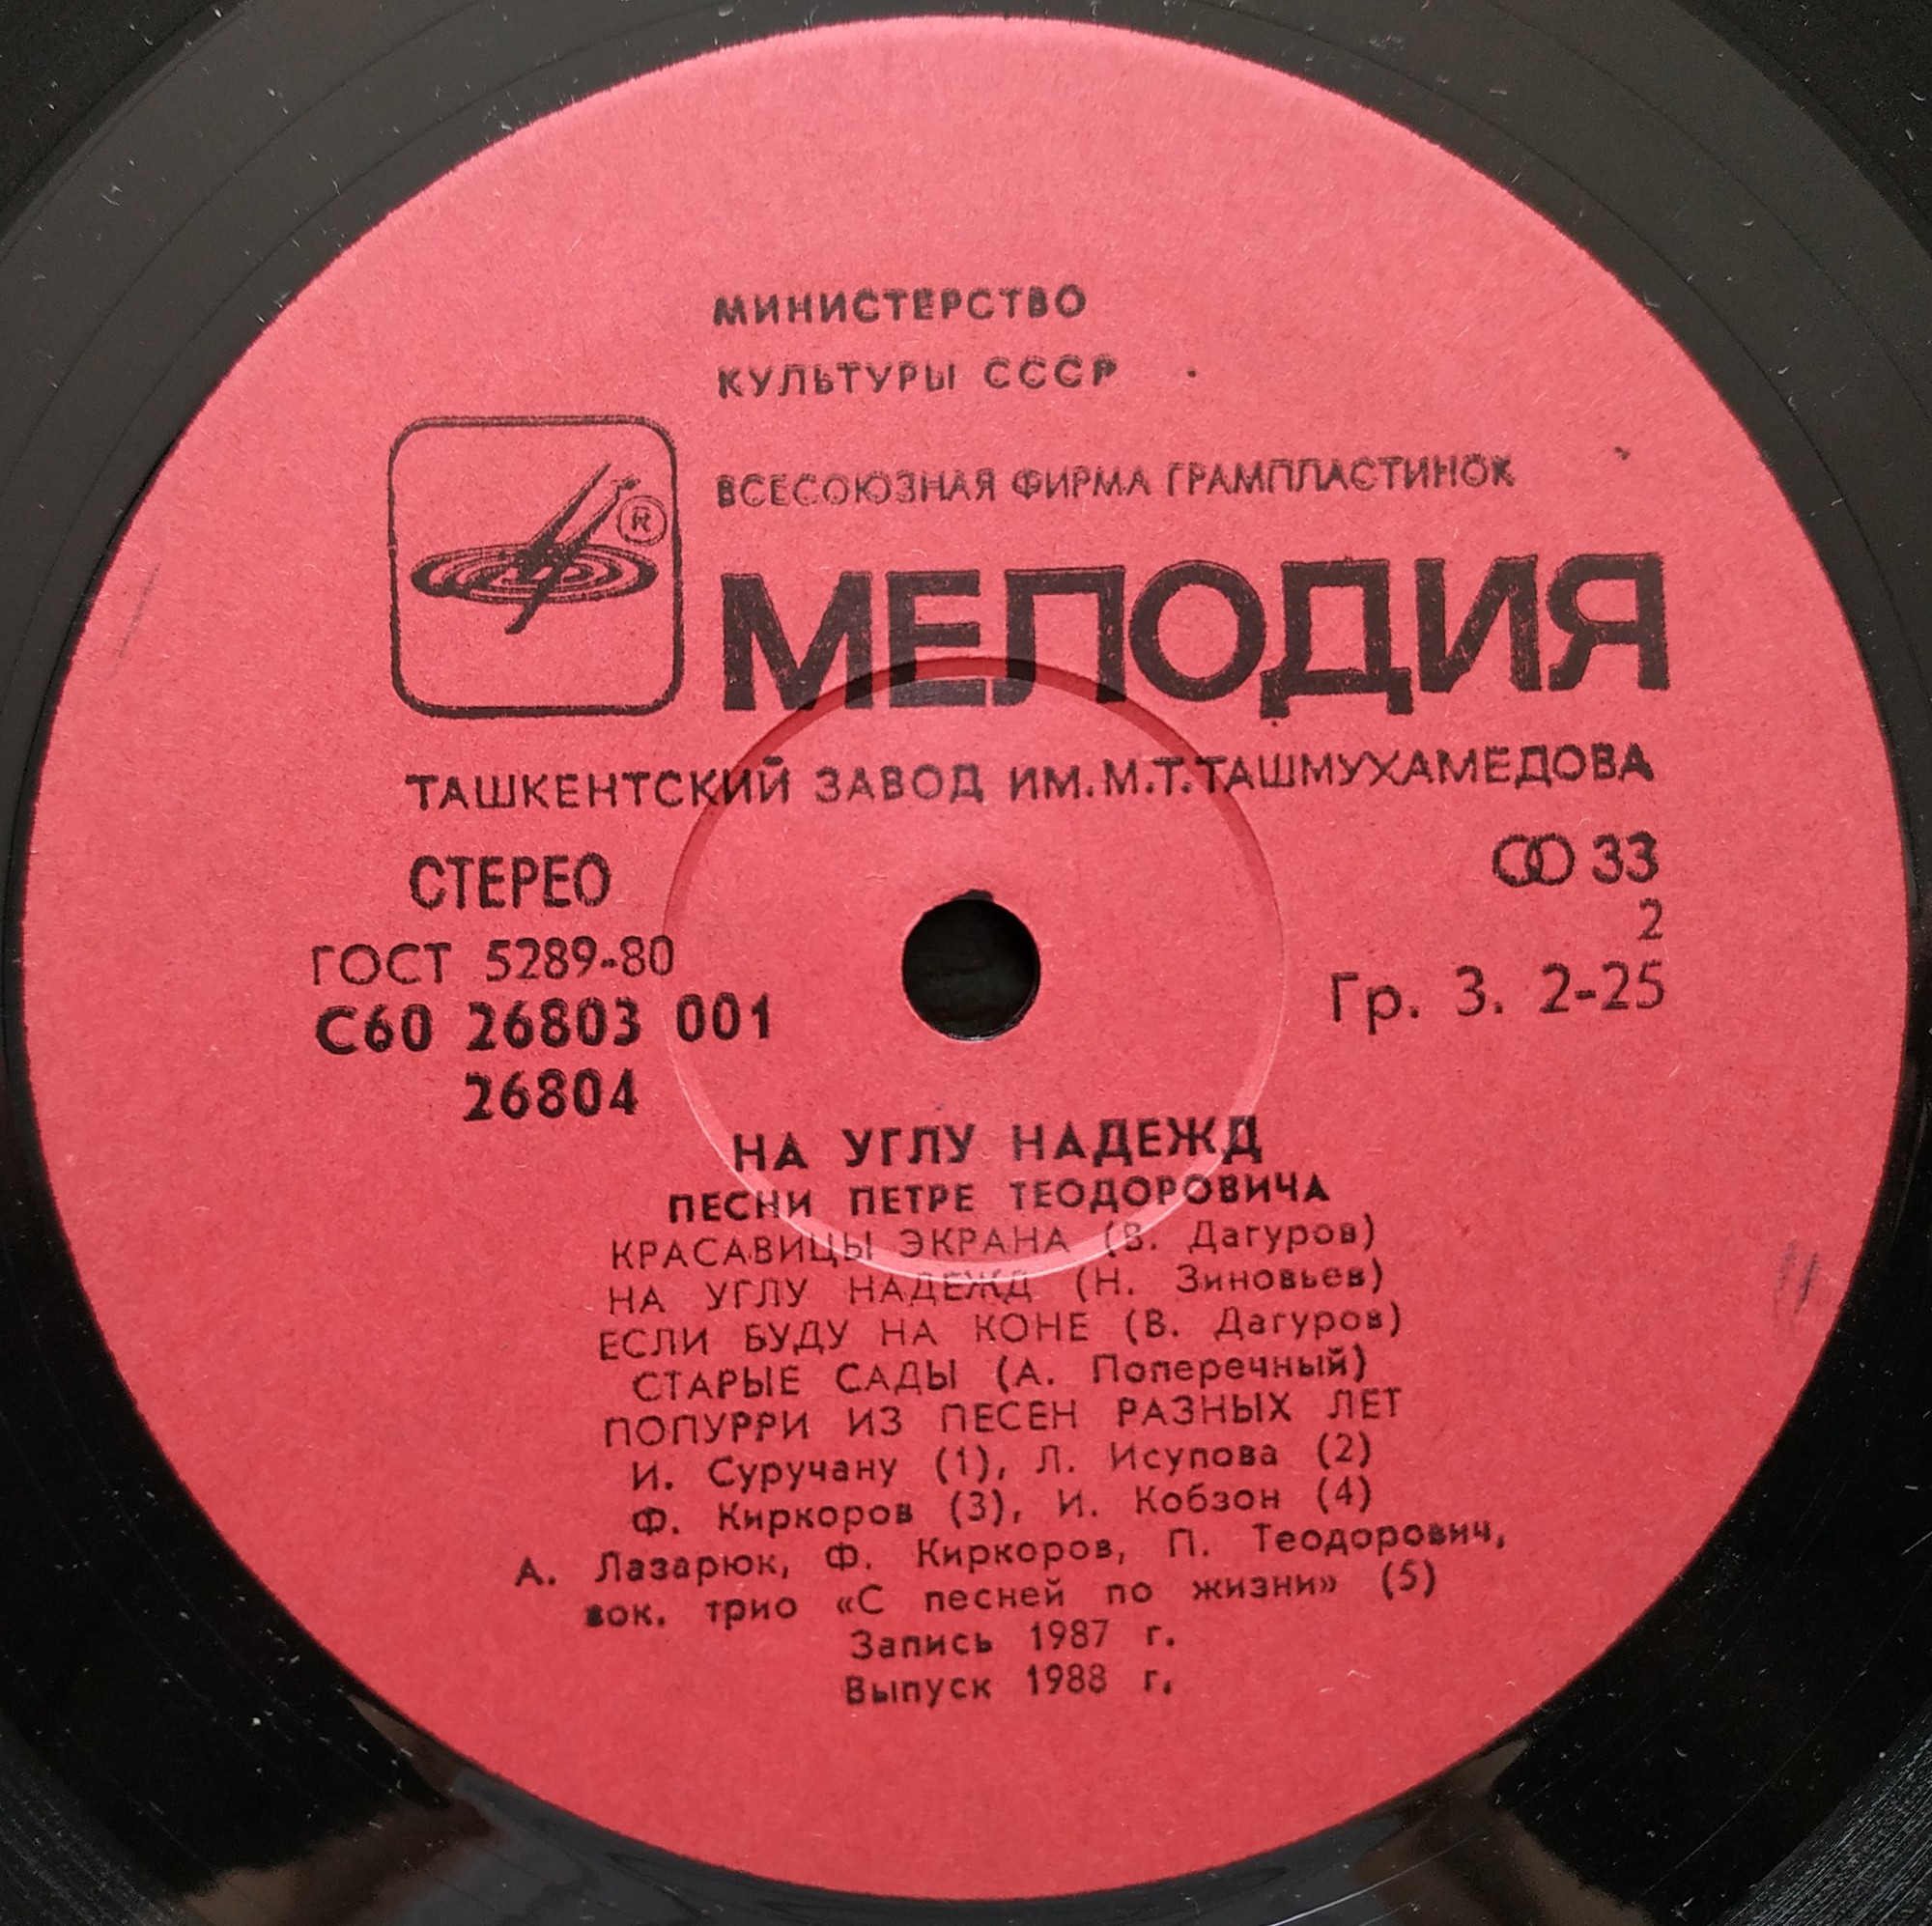 МИНИСТЕРСТВО
КУЛЬТУРЫ СССР
ВСЕСОЮЗНАЯ ФИРМА ГРАМПЛАСТИНОК
®
МЕЛОДИЯ
ТАШКЕНТСКИЙ ЗАВОД ИМ.М.Т.ТАШМУХАМЕДОВА
СТЕРЕО
33
ГОСТ 5289-80
2
С60 26803 001
Гр. 3. 2-25
26804
НА УГЛУ НАДЕЖД
ПЕСНИ ПЕТРЕ ТЕОДОРОВИЧА
КРАСАВИЦЫ ЭКРАНА (В. Дагуров)
НА УГЛУ НАДЕЖД (Н. Зиновьев)
ЕСЛИ БУДУ НА КОНЕ (В. Дагуров)
СТАРЫЕ САДЫ (А. Поперечный)
ПОПУРРИ ИЗ ПЕСЕН РАЗНЫХ ЛЕТ
И. Суручану (1), Л. Исупова (2)
Ф. Киркоров (3), И. Кобзон (4)
А. Лазарюк, Ф. Киркоров, П. Теодорович,
вок. трио «С песней по жизни» (5)
Запись 1987 г.
Выпуск 1988 г.